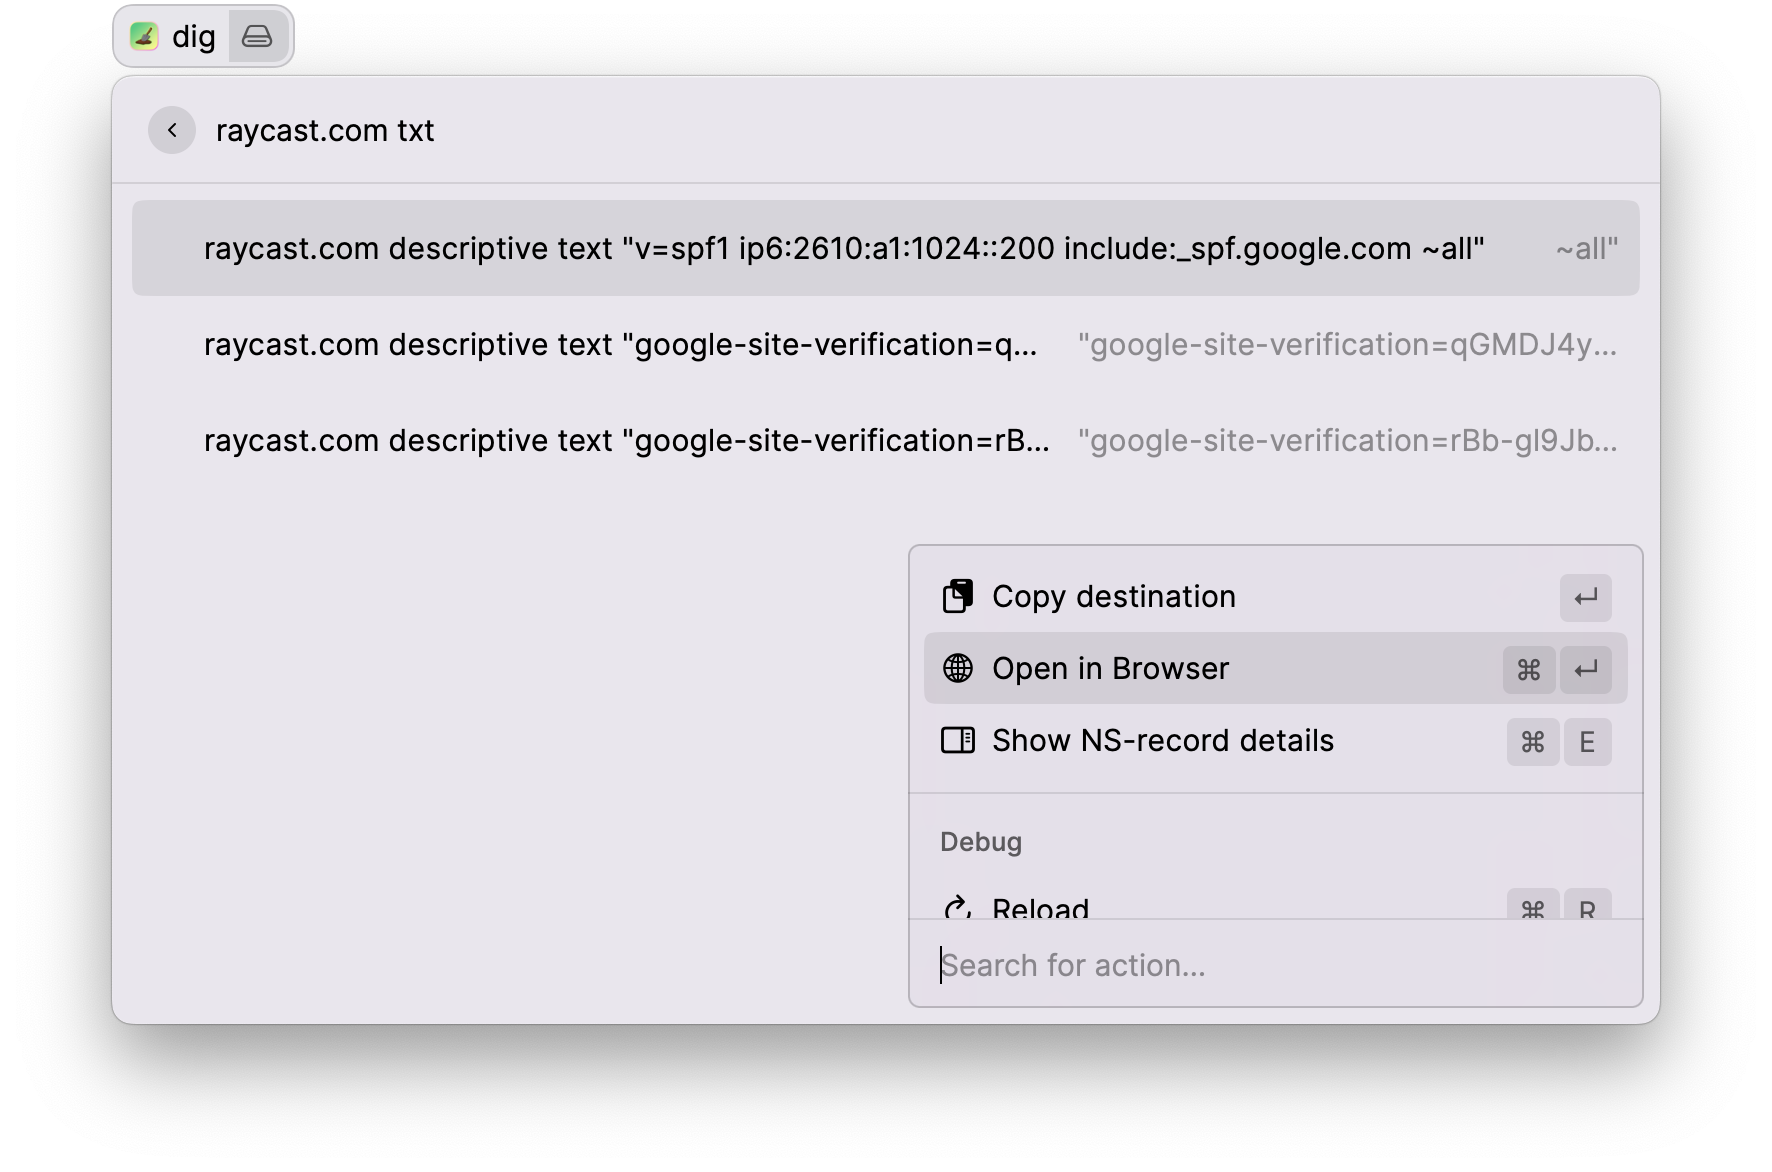 dig
raycast.com txt
raycast.com descriptive text "v=spf1 ip6:2610:a1:1024::200 include:_spf.google.com ~all" ~all"
raycast.com descriptive text "google-site-verification=q... "google-site-verification=qGMDJ4y...
raycast.com descriptive text "google-site-verification=rB... "google-site-verification=rBb-gl9Jb...
Copy destination ↵
Open in Browser ⌘ ↵
Show NS-record details ⌘ E
Debug
Reload ⌘ R
Search for action...